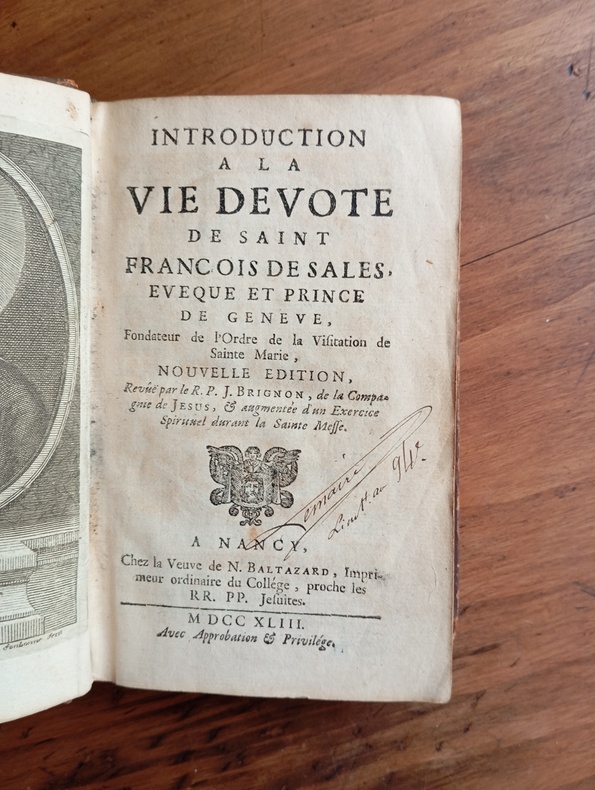 INTRODUCTION
A LA
VIE DEVOTE
DE SAINT
FRANCOIS DE SALES,
EVEQUE ET PRINCE
DE GENEVE,
Fondateur de l'Ordre de la Visitation de
Sainte Marie,
NOUVELLE EDITION,
Revûë par le R. P. J. BRIGNON, de la Compa-
gnie de JESUS, & augmentée d'un Exercice
Spirituel durant la Sainte Messe.
A NANCY,
Chez la Veuve de N. BALTAZARD, Impri-
meur ordinaire du Collége, proche les
RR. PP. Jesuites.
M DCC XLIII.
Avec Approbation & Privilége.